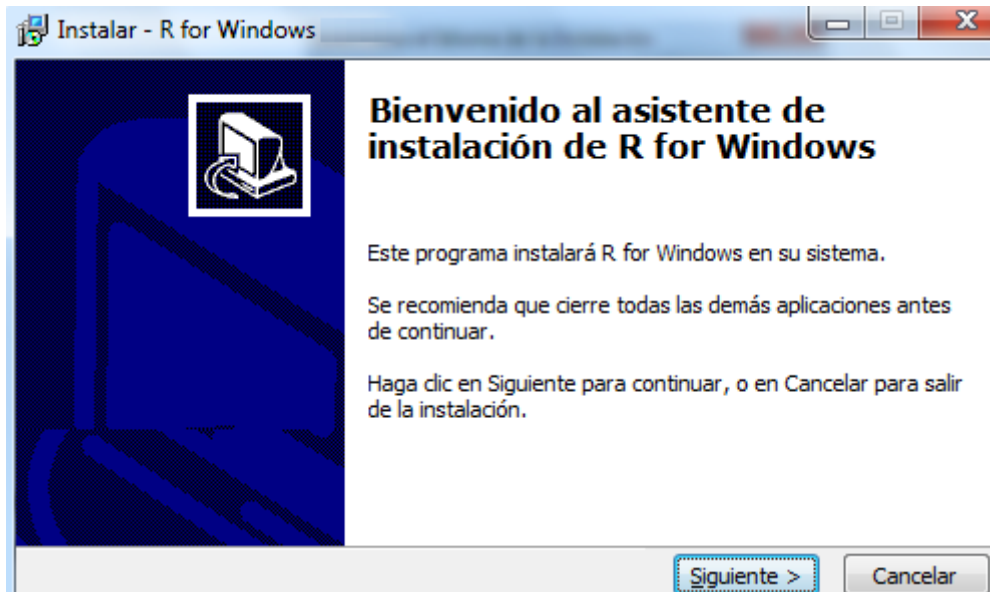 Instalar - R for Windows
Bienvenido al asistente de
instalación de R for Windows
Este programa instalará R for Windows en su sistema.
Se recomienda que cierre todas las demás aplicaciones antes
de continuar.
Haga clic en Siguiente para continuar, o en Cancelar para salir
de la instalación.
Siguiente >
Cancelar